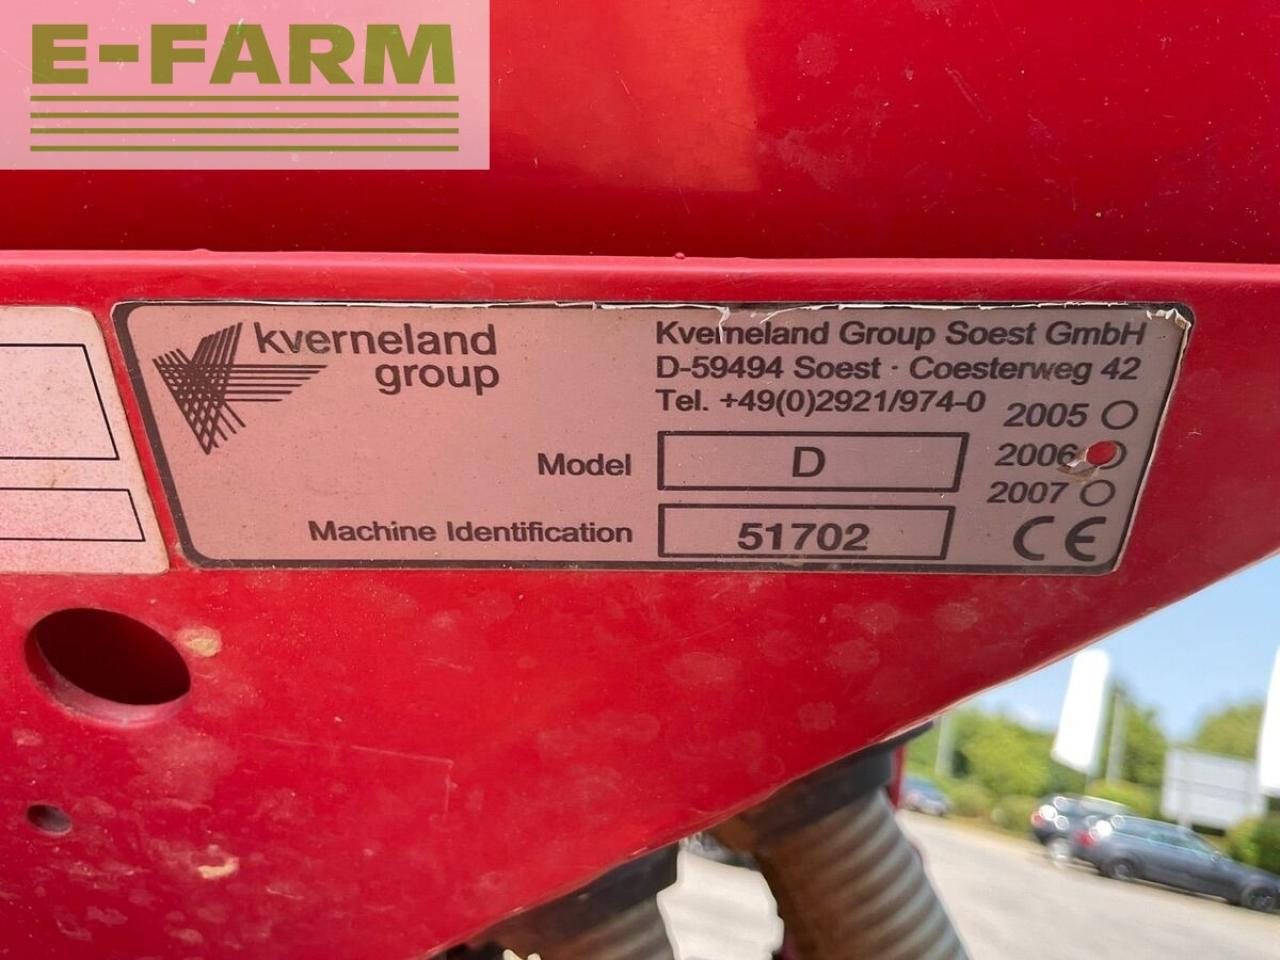 E-FARM
kverneland
group
Kverneland Group Soest GmbH
D-59494 Soest · Coesterweg 42
Tel. +49(0)2921/974-0
2005
Model D 2006
2007
Machine Identification 51702
CE